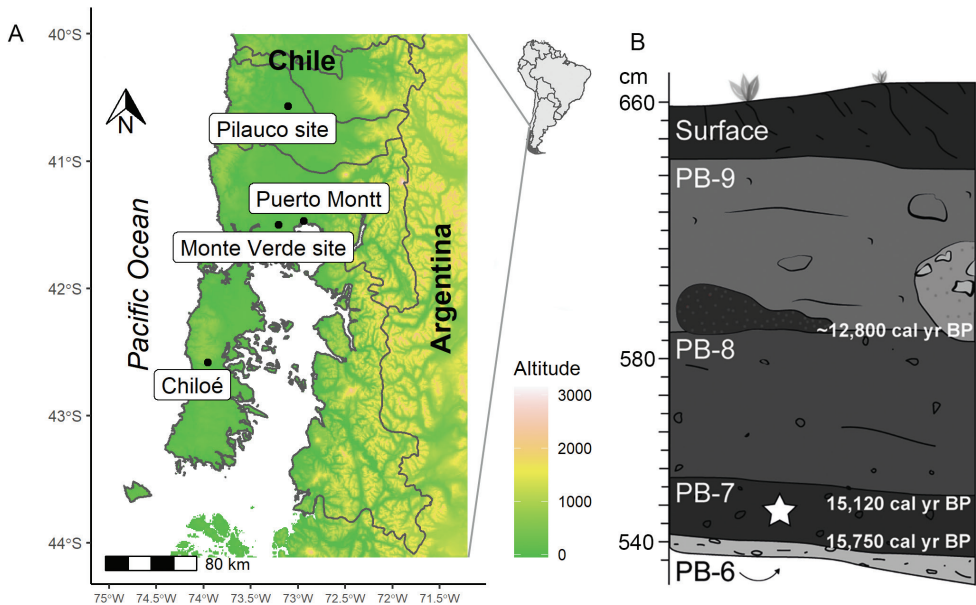 A
40°S
41°S
42°S
43°S
44°S
75°W
74.5°W
74°W
73.5°W
73°W
72.5°W
72°W
71.5°W
N
Chile
Pilauco site
Puerto Montt
Monte Verde site
Chiloé
Pacific Ocean
Argentina
80 km
Altitude
3000
2000
1000
0
B
cm
660
580
540
Surface
PB-9
~12,800 cal yr BP
PB-8
PB-7
15,120 cal yr BP
15,750 cal yr BP
PB-6